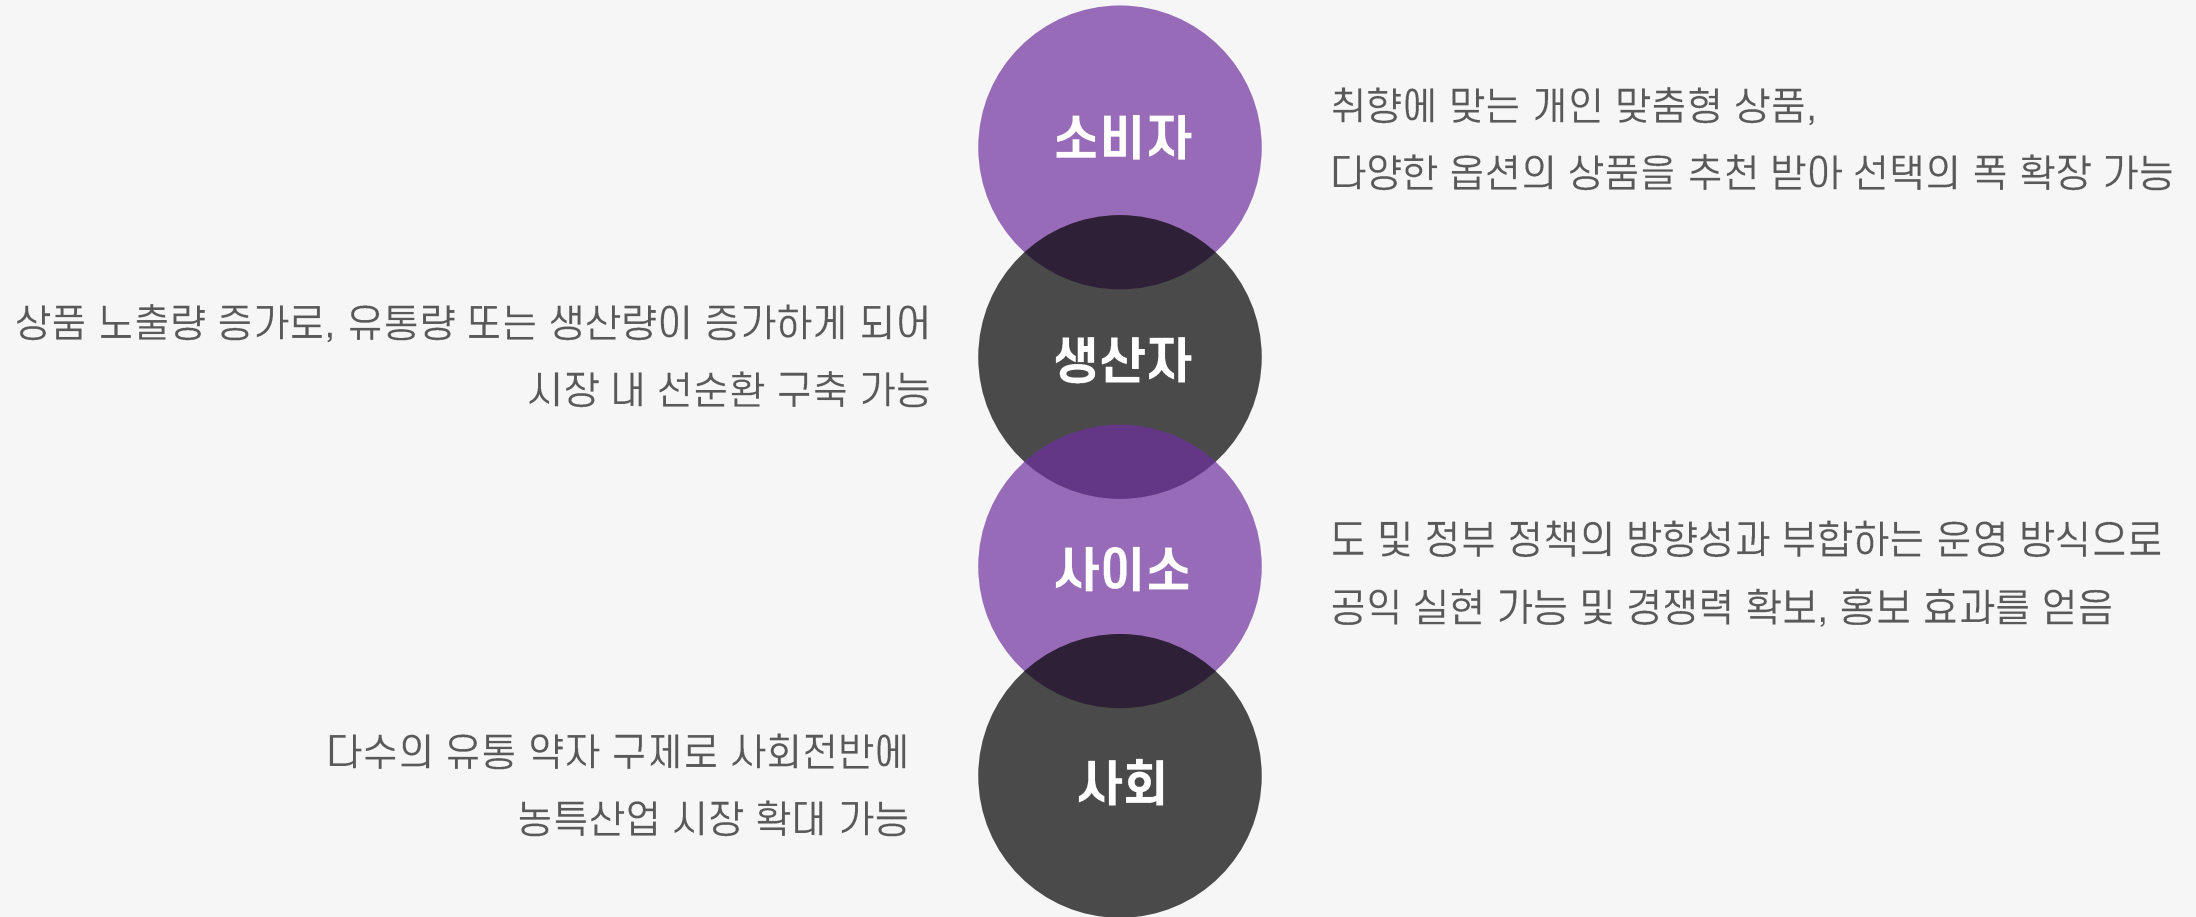 소비자
취향에 맞는 개인 맞춤형 상품,
다양한 옵션의 상품을 추천 받아 선택의 폭 확장 가능
상품 노출량 증가로, 유통량 또는 생산량이 증가하게 되어
시장 내 선순환 구축 가능
생산자
사이소
도 및 정부 정책의 방향성과 부합하는 운영 방식으로
공익 실현 가능 및 경쟁력 확보, 홍보 효과를 얻음
다수의 유통 약자 구제로 사회전반에
농특산업 시장 확대 가능
사회